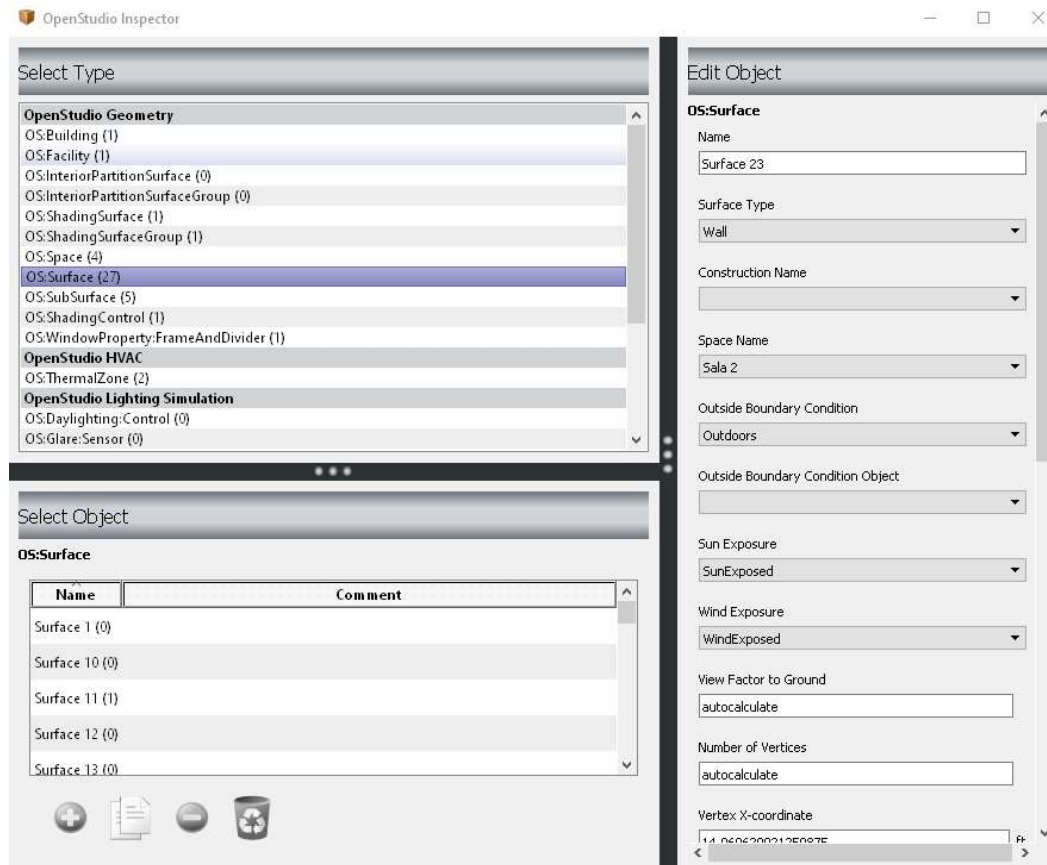 OpenStudio Inspector
Select Type
OpenStudio Geometry
OS:Building (1)
OS:Facility (1)
OS:InteriorPartitionSurface (0)
OS:InteriorPartitionSurfaceGroup (0)
OS:ShadingSurface (1)
OS:ShadingSurfaceGroup (1)
OS:Space (4)
OS:Surface (27)
OS:SubSurface (5)
OS:ShadingControl (1)
OS:WindowProperty:FrameAndDivider (1)
OpenStudio HVAC
OS:ThermalZone (2)
OpenStudio Lighting Simulation
OS:Daylighting:Control (0)
OS:Glare:Sensor (0)
Select Object
OS:Surface
Name Comment
Surface 1 (0)
Surface 10 (0)
Surface 11 (1)
Surface 12 (0)
Surface 13 (0)
Edit Object
OS:Surface
Name
Surface 23
Surface Type
Wall
Construction Name
Space Name
Sala 2
Outside Boundary Condition
Outdoors
Outside Boundary Condition Object
Sun Exposure
SunExposed
Wind Exposure
WindExposed
View Factor to Ground
autocalculate
Number of Vertices
autocalculate
Vertex X-coordinate
ft